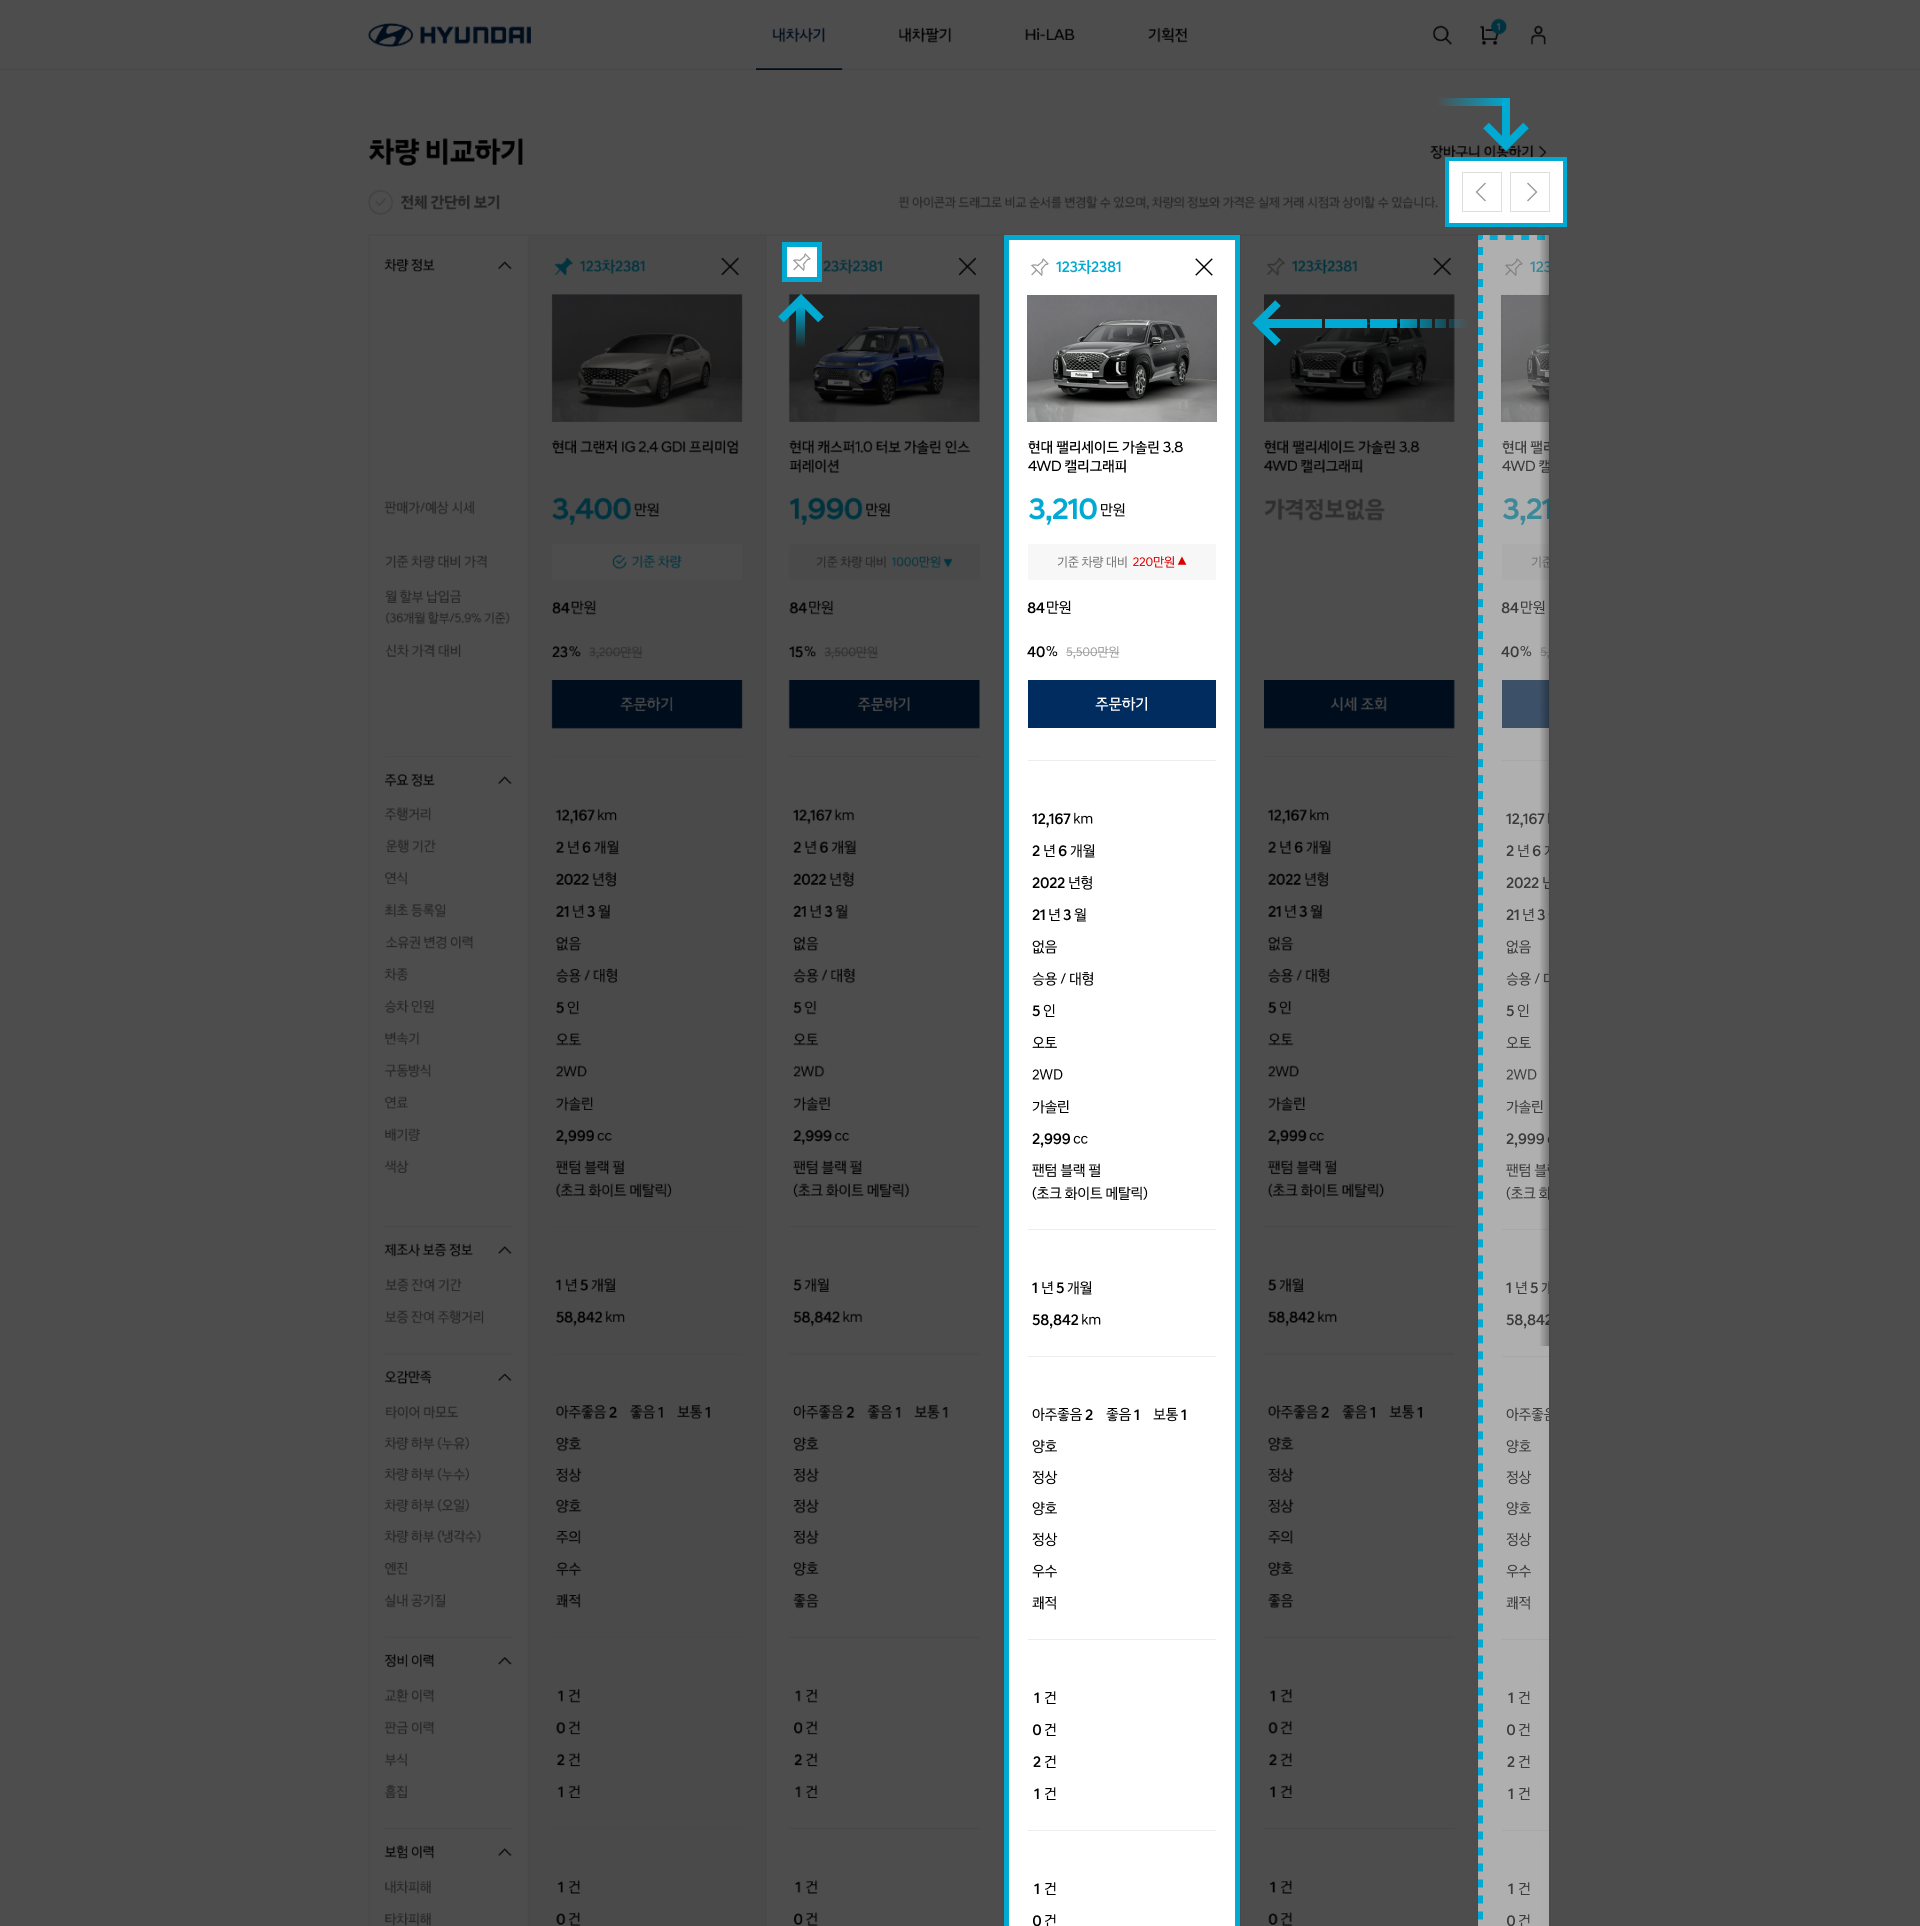 HYUNDAI
내차사기
내차팔기
Hi-LAB
기획전
1
차량 비교하기
장바구니 이동하기
전체 간단히 보기
핀 아이콘과 드래그로 비교 순서를 변경할 수 있으며, 차량의 정보와 가격은 실제 거래 시점과 상이할 수 있습니다.
차량 정보
123차2381
23차2381
123차2381
123차2381
123
현대 그랜저 IG 2.4 GDI 프리미엄
현대 캐스퍼1.0 터보 가솔린 인스
퍼레이션
현대 팰리세이드 가솔린 3.8
4WD 캘리그래피
현대 팰리세이드 가솔린 3.8
4WD 캘리그래피
현대 팰리
4WD 캘
판매가/예상 시세
3,400 만원
1,990 만원
3,210 만원
가격정보없음
3,21
기준 차량 대비 가격
기준 차량
기준 차량 대비 1000만원▼
기준 차량 대비 220만원▲
기준
월 할부 납입금
(36개월 할부/5.9% 기준)
84만원
84만원
84만원
84만원
신차 가격 대비
23% 3,200만원
15% 3,500만원
40% 5,500만원
40% 5,
주문하기
주문하기
주문하기
시세 조회
주요 정보
주행거리
12,167 km
12,167 km
12,167 km
12,167 km
12,167
운행 기간
2 년 6 개월
2 년 6 개월
2 년 6 개월
2 년 6 개월
2 년 6
연식
2022 년형
2022 년형
2022 년형
2022 년형
2022 년
최초 등록일
21 년 3 월
21 년 3 월
21 년 3 월
21 년 3 월
21 년 3
소유권 변경 이력
없음
없음
없음
없음
없음
차종
승용 / 대형
승용 / 대형
승용 / 대형
승용 / 대형
승용 /
승차 인원
5 인
5 인
5 인
5 인
5 인
변속기
오토
오토
오토
오토
오토
구동방식
2WD
2WD
2WD
2WD
2WD
연료
가솔린
가솔린
가솔린
가솔린
가솔린
배기량
2,999 cc
2,999 cc
2,999 cc
2,999 cc
2,999
색상
팬텀 블랙 펄
(초크 화이트 메탈릭)
팬텀 블랙 펄
(초크 화이트 메탈릭)
팬텀 블랙 펄
(초크 화이트 메탈릭)
팬텀 블랙 펄
(초크 화이트 메탈릭)
팬텀 블
(초크 화
제조사 보증 정보
보증 잔여 기간
1 년 5 개월
5 개월
1 년 5 개월
5 개월
1 년 5
보증 잔여 주행거리
58,842 km
58,842 km
58,842 km
58,842 km
58,842
오감만족
타이어 마모도
아주좋음 2 좋음 1 보통 1
아주좋음 2 좋음 1 보통 1
아주좋음 2 좋음 1 보통 1
아주좋음 2 좋음 1 보통 1
아주좋음
차량 하부 (누유)
양호
양호
양호
양호
양호
차량 하부 (누수)
정상
정상
정상
정상
정상
차량 하부 (오일)
양호
정상
양호
정상
양호
차량 하부 (냉각수)
주의
정상
정상
주의
정상
엔진
우수
양호
우수
양호
우수
실내 공기질
쾌적
좋음
쾌적
좋음
쾌적
정비 이력
교환 이력
1 건
1 건
1 건
1 건
1 건
판금 이력
0 건
0 건
0 건
0 건
0 건
부식
2 건
2 건
2 건
2 건
2 건
흠집
1 건
1 건
1 건
1 건
1 건
보험 이력
내차피해
1 건
1 건
1 건
1 건
1 건
타차피해
0 건
0 건
0 건
0 건
0 건